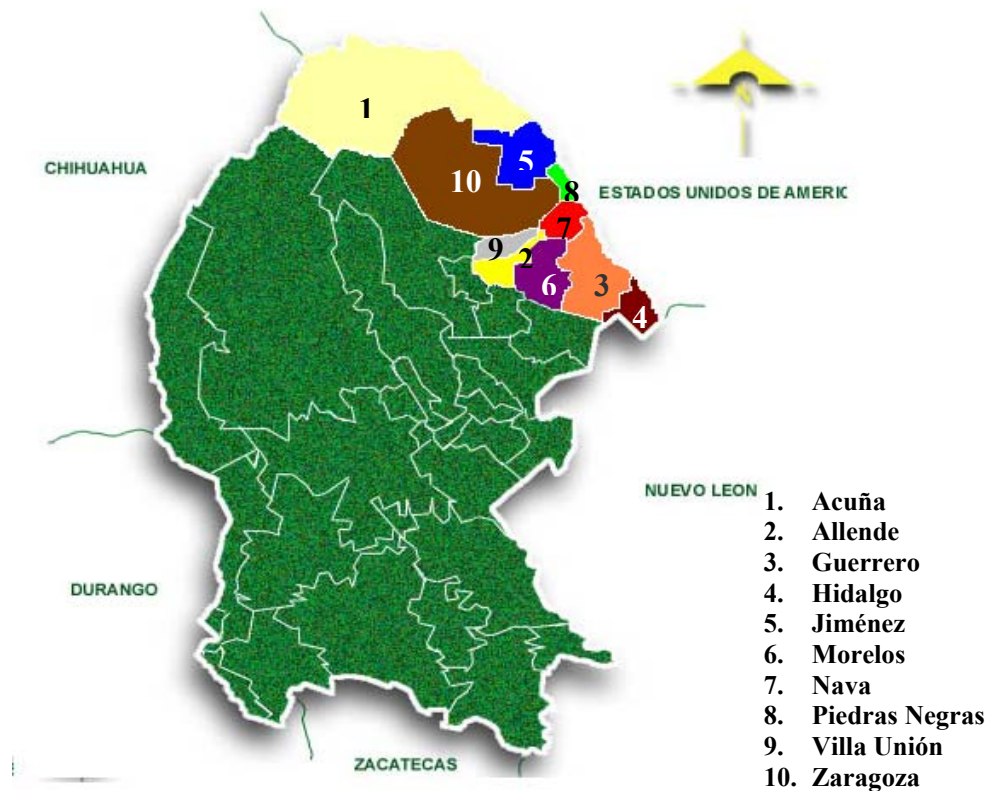 1
CHIHUAHUA
5
10
8
ESTADOS UNIDOS DE AMERIC
7
9
2
6
3
4
NUEVO LEON
1. Acuña
2. Allende
3. Guerrero
DURANGO
4. Hidalgo
5. Jiménez
6. Morelos
7. Nava
8. Piedras Negras
9. Villa Unión
ZACATECAS
10. Zaragoza